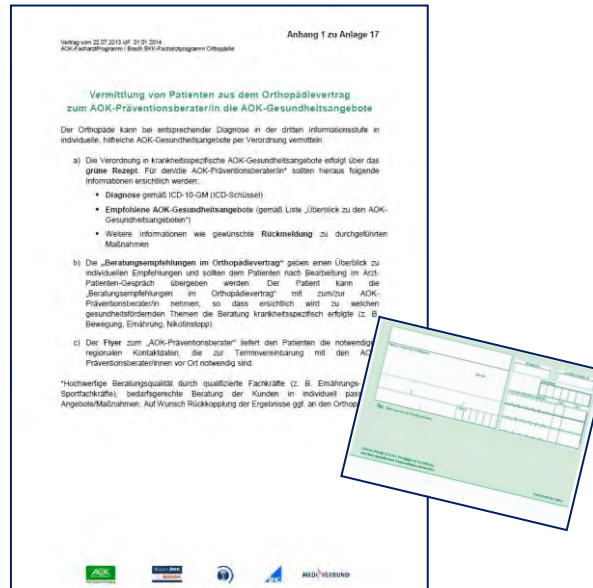 Anhang 1 zu Anlage 17
Vertrag vom 22.07.2013 idF. 01.01.2014
AOK-FacharztProgramm / Bosch BKK-Facharztprogramm Orthopädie
Vermittlung von Patienten aus dem Orthopädievertrag
zum AOK-Präventionsberater/in die AOK-Gesundheitsangebote
Der Orthopäde kann bei entsprechender Diagnose in der dritten Informationsstufe in
individuelle, hilfreiche AOK-Gesundheitsangebote per Verordnung vermitteln:
a) Die Verordnung in krankheitsspezifische AOK-Gesundheitsangebote erfolgt über das
grüne Rezept. Für den/die AOK-Präventionsberater/in* sollten hieraus folgende
Informationen ersichtlich werden:
• Diagnose gemäß ICD-10-GM (ICD-Schlüssel)
• Empfohlene AOK-Gesundheitsangebote (gemäß Liste „Überblick zu den AOK-
Gesundheitsangeboten")
• Weitere Informationen wie gewünschte Rückmeldung zu durchgeführten
Maßnahmen
b) Die „Beratungsempfehlungen im Orthopädievertrag" geben einen Überblick zu
individuellen Empfehlungen und sollten dem Patienten nach Bearbeitung im Arzt-
Patienten-Gespräch übergeben werden. Der Patient kann die
„Beratungsempfehlungen im Orthopädievertrag" mit zum/zur AOK-
Präventionsberater/in nehmen, so dass ersichtlich wird zu welchen
gesundheitsfördernden Themen die Beratung krankheitsspezifisch erfolgte (z. B.
Bewegung, Ernährung, Nikotinstopp).
c) Der Flyer zum „AOK-Präventionsberater" liefert den Patienten die notwendige
regionalen Kontaktdaten, die zur Terminvereinbarung mit den AO
Präventionsberater/innen vor Ort notwendig sind.
*Hochwertige Beratungsqualität durch qualifizierte Fachkräfte (z. B. Ernährungs-
Sportfachkräfte), bedarfsgerechte Beratung der Kunden in individuell pas
Angebote/Maßnahmen. Auf Wunsch Rückkopplung der Ergebnisse ggf. an den Orthop
AOK
BOSCH
MEDIVERBUND